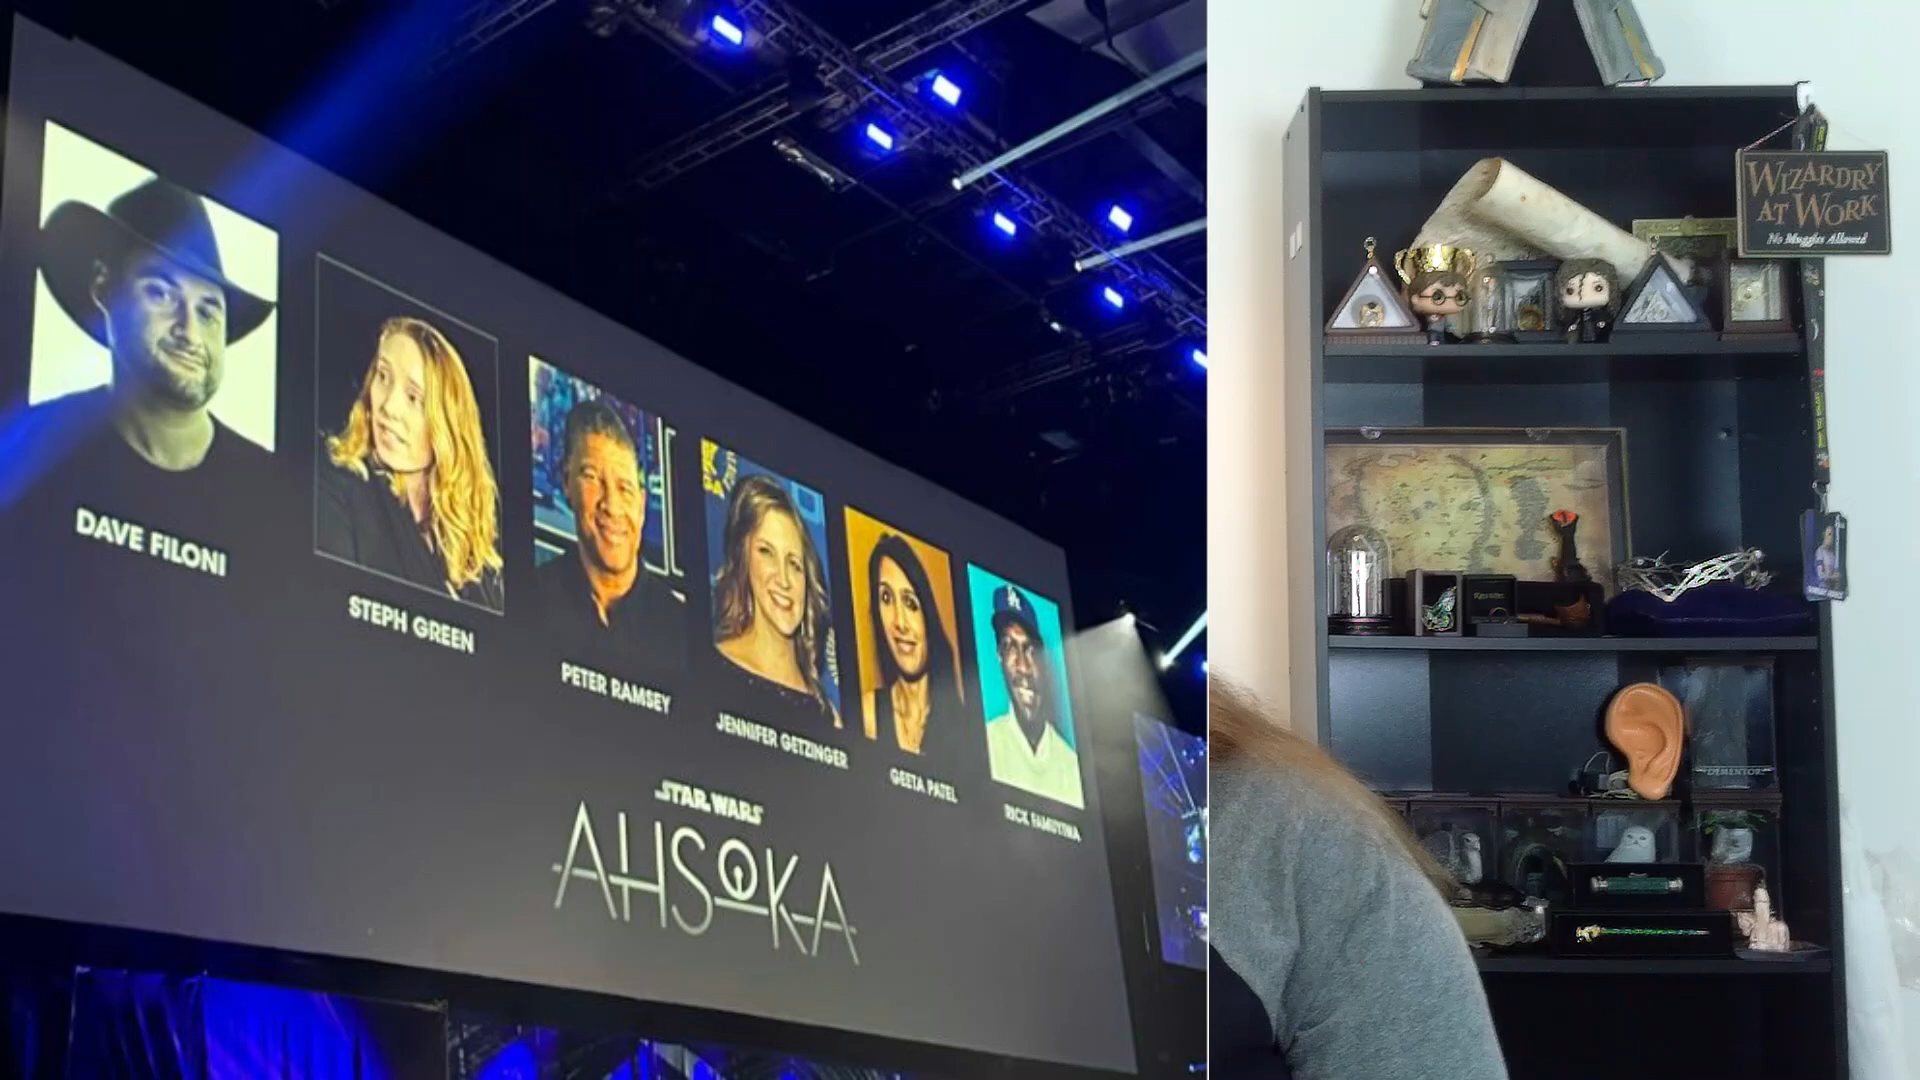 DAVE FILONI
STEPH GREEN
PETER RAMSEY
JENNIFER GETZINGER
GEETA PATEL
RICK FAMUYIWA
STAR WARS
AHSOKA
WIZARDRY
AT WORK
No Muggles Allowed
DEMENTOR